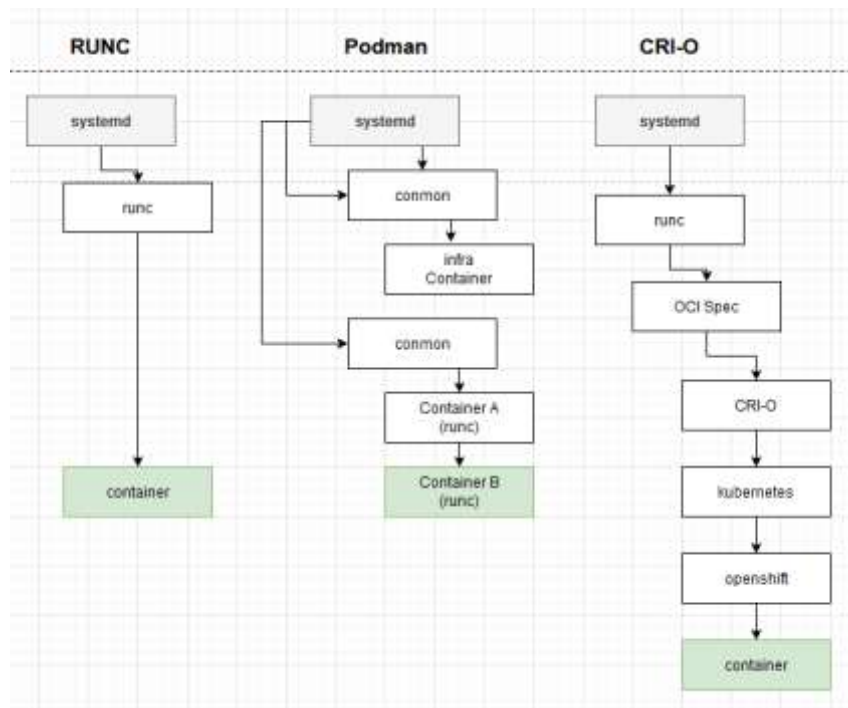 RUNC
Podman
CRI-O
systemd
runc
container
systemd
conmon
infra
Container
conmon
Container A
(runc)
Container B
(runc)
systemd
runc
OCI Spec
CRI-O
kubernetes
openshift
container